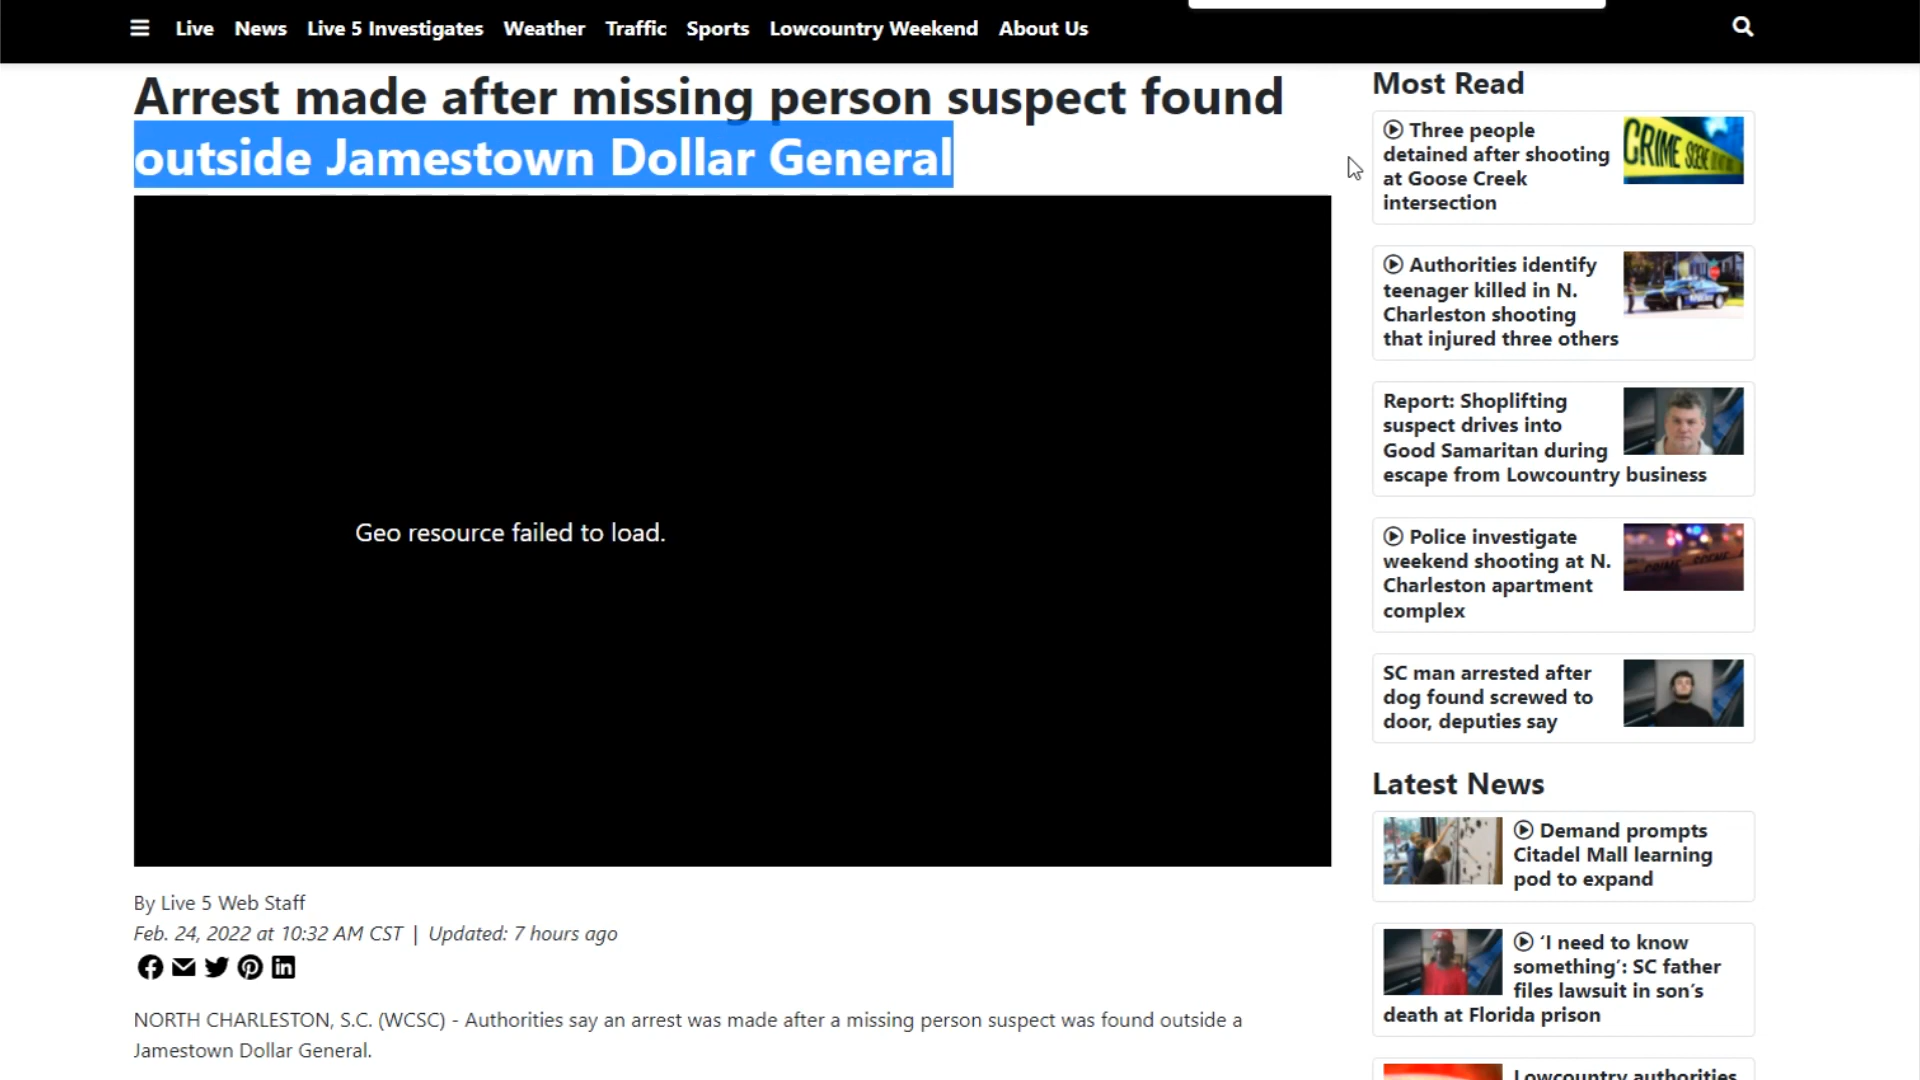 Live News Live 5 Investigates Weather Traffic Sports Lowcountry Weekend About Us
Arrest made after missing person suspect found
outside Jamestown Dollar General
Geo resource failed to load.
By Live 5 Web Staff
Feb. 24, 2022 at 10:32 AM CST | Updated: 7 hours ago
NORTH CHARLESTON, S.C. (WCSC) - Authorities say an arrest was made after a missing person suspect was found outside a
Jamestown Dollar General.
Most Read
Three people
detained after shooting
at Goose Creek
intersection
CRIME SCENE
Authorities identify
teenager killed in N.
Charleston shooting
that injured three others
Report: Shoplifting
suspect drives into
Good Samaritan during
escape from Lowcountry business
Police investigate
weekend shooting at N.
Charleston apartment
complex
CRIME SCENE
SC man arrested after
dog found screwed to
door, deputies say
Latest News
Demand prompts
Citadel Mall learning
pod to expand
‘I need to know
something’: SC father
files lawsuit in son’s
death at Florida prison
Lowcountry authorities